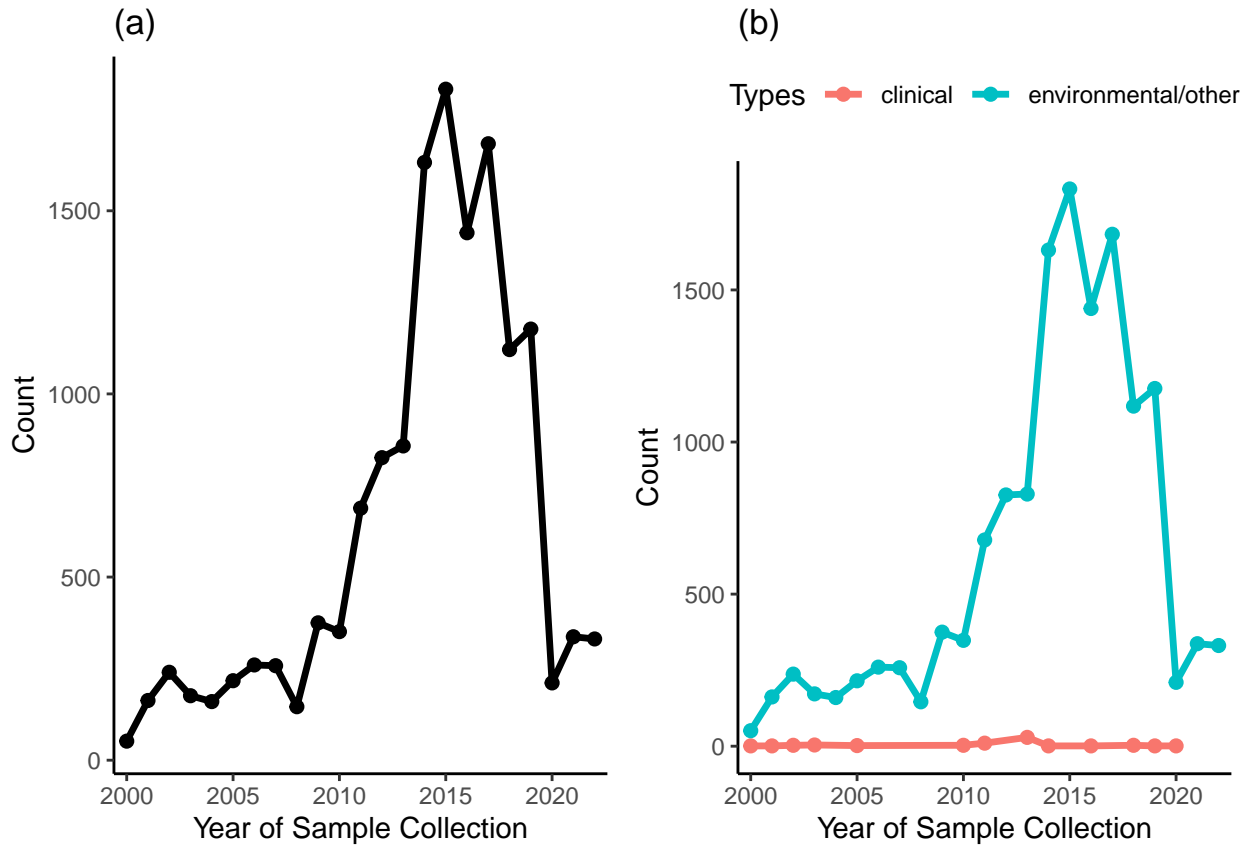 (a)
Count
1500
1000
500
0
2000 2005 2010 2015 2020
Year of Sample Collection
(b)
Types clinical environmental/other
Count
1500
1000
500
0
2000 2005 2010 2015 2020
Year of Sample Collection